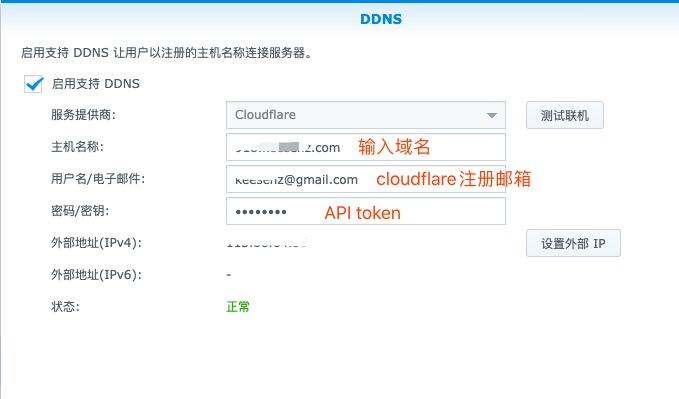 DDNS
启用支持 DDNS 让用户以注册的主机名称连接服务器。
启用支持 DDNS
服务提供商: Cloudflare 测试联机
主机名称: z.com 输入域名
用户名/电子邮件: keesenz@gmail.com cloudflare注册邮箱
密码/密钥: •••••••• API token
外部地址(IPv4): 设置外部 IP
外部地址(IPv6): -
状态: 正常